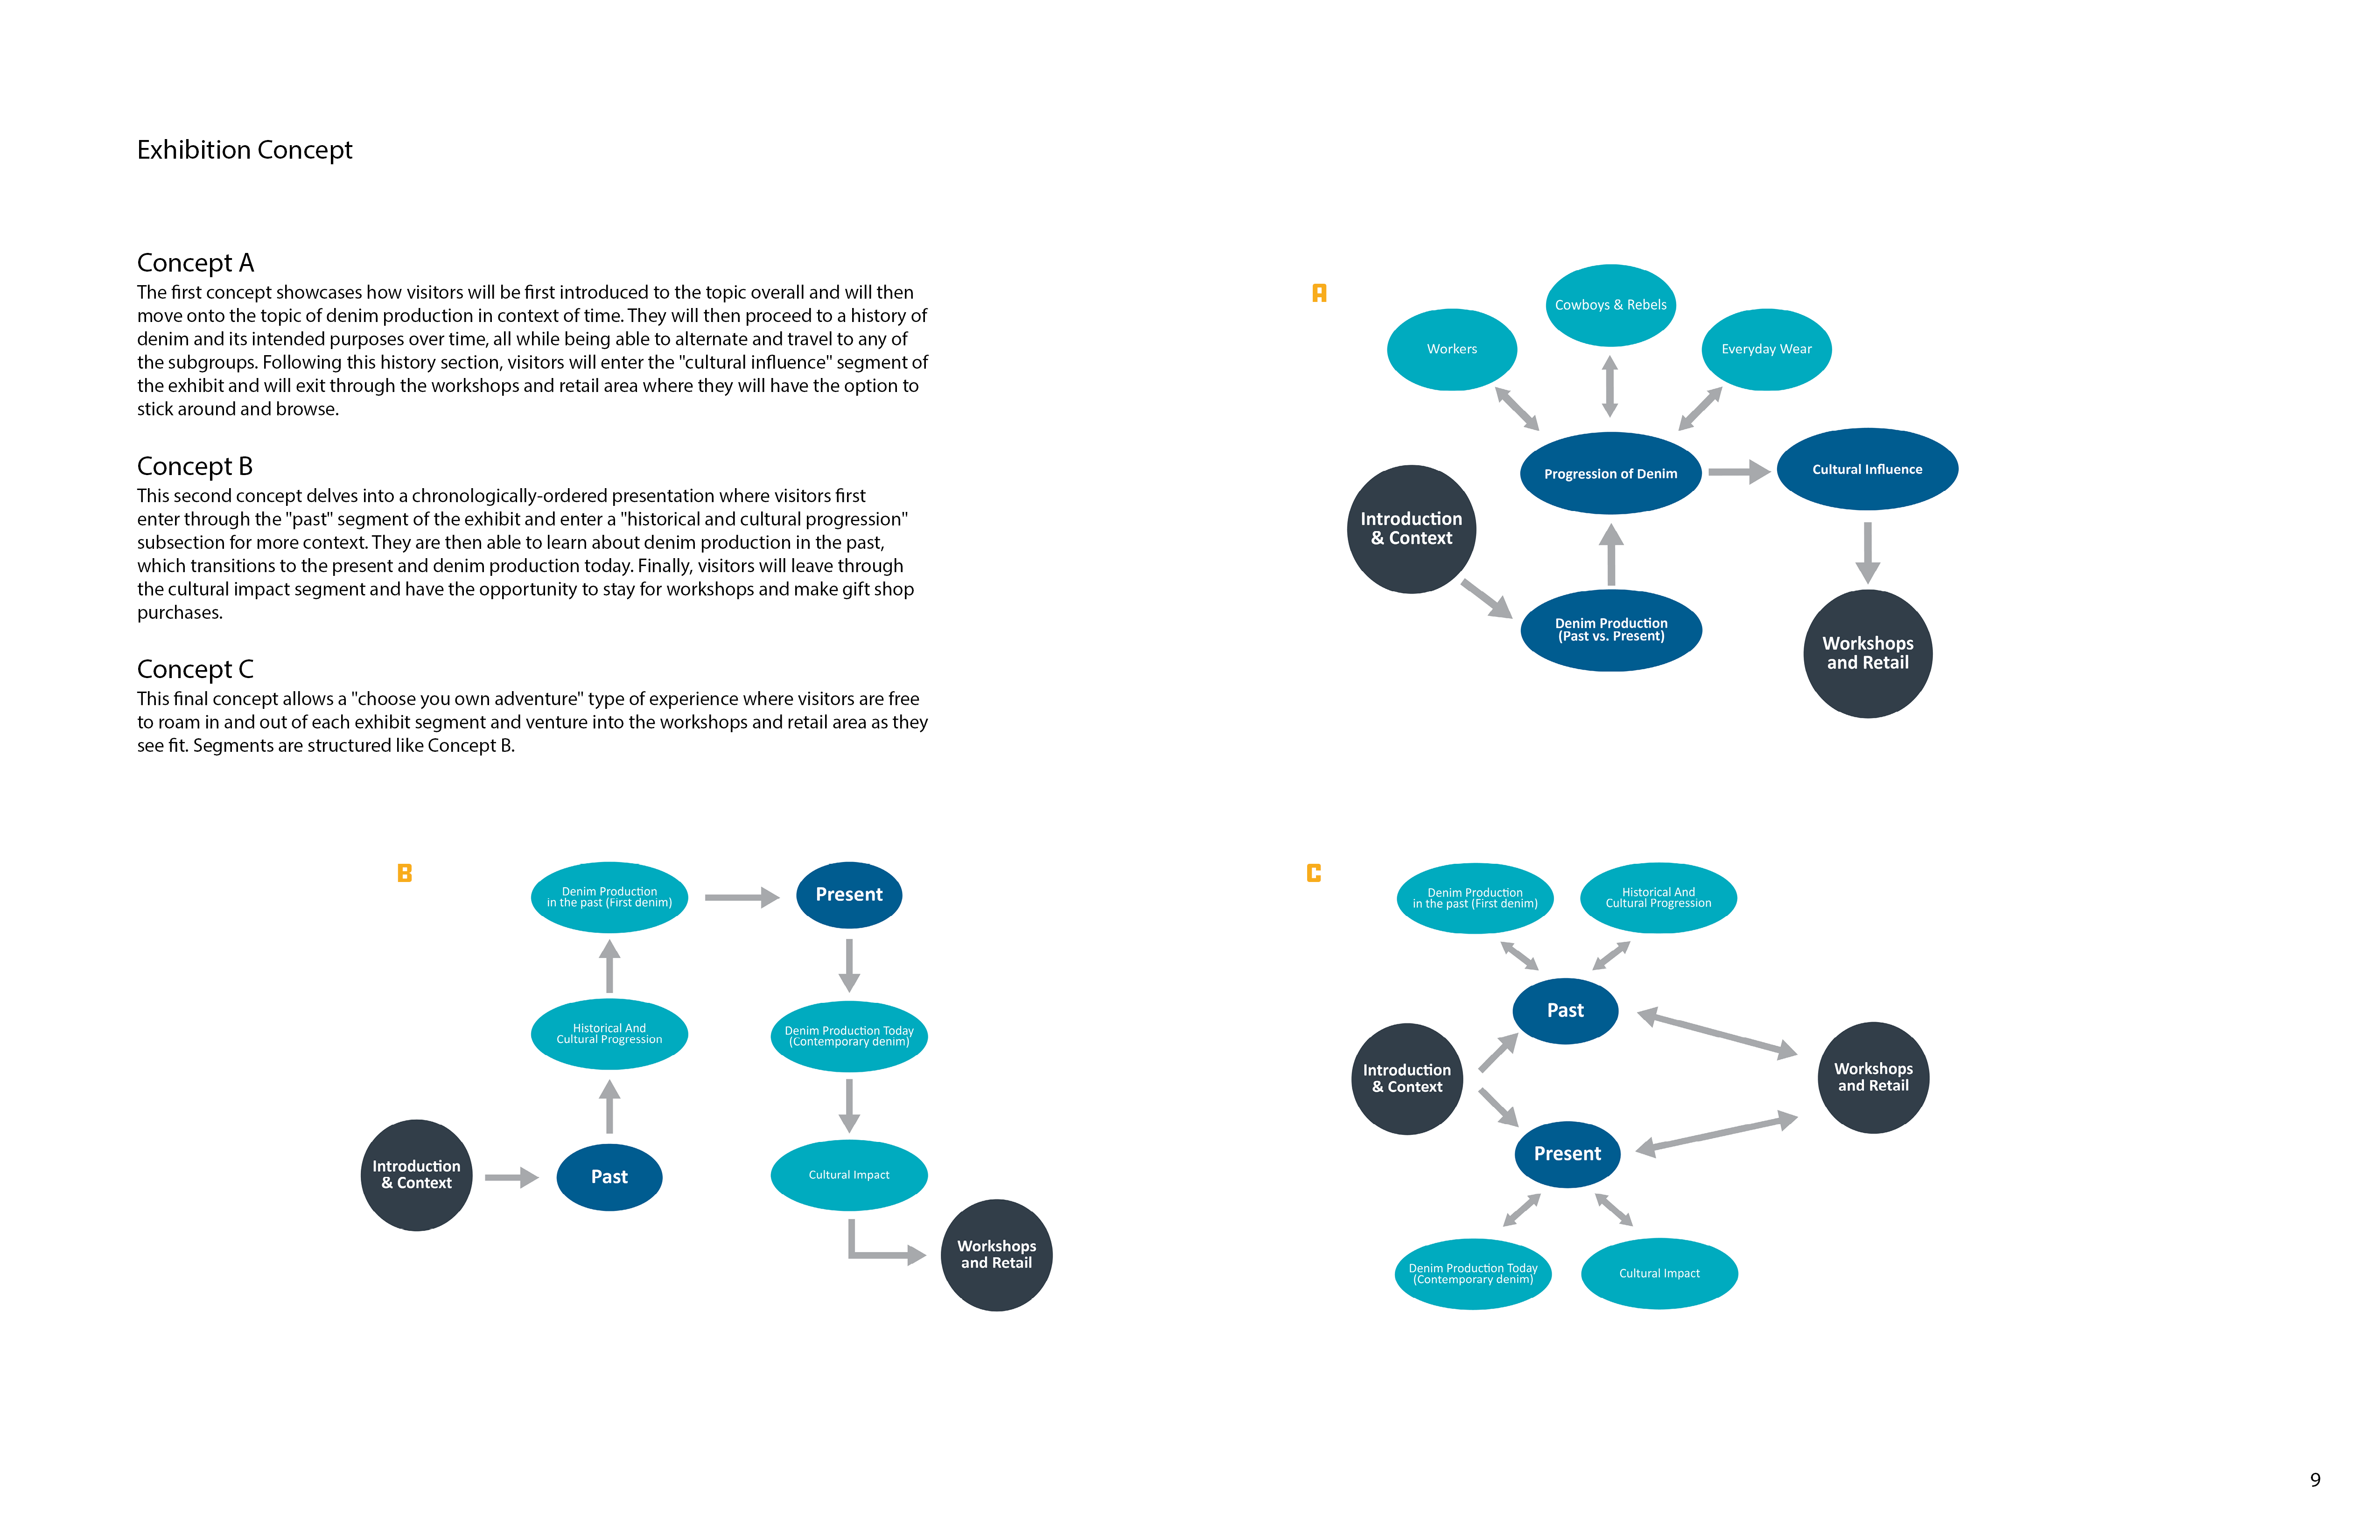 Exhibition Concept
Concept A
The first concept showcases how visitors will be first introduced to the topic overall and will then
move onto the topic of denim production in context of time. They will then proceed to a history of
denim and its intended purposes over time, all while being able to alternate and travel to any of
the subgroups. Following this history section, visitors will enter the "cultural influence" segment of
the exhibit and will exit through the workshops and retail area where they will have the option to
stick around and browse.
Concept B
This second concept delves into a chronologically-ordered presentation where visitors first
enter through the "past" segment of the exhibit and enter a "historical and cultural progression"
subsection for more context. They are then able to learn about denim production in the past,
which transitions to the present and denim production today. Finally, visitors will leave through
the cultural impact segment and have the opportunity to stay for workshops and make gift shop
purchases.
Concept C
This final concept allows a "choose you own adventure" type of experience where visitors are free
to roam in and out of each exhibit segment and venture into the workshops and retail area as they
see fit. Segments are structured like Concept B.
A
Cowboys & Rebels
Workers
Everyday Wear
Progression of Denim
Cultural Influence
Introduction
& Context
Denim Production
(Past vs. Present)
Workshops
and Retail
B
Denim Production
in the past (First denim)
Present
Historical And
Cultural Progression
Denim Production Today
(Contemporary denim)
Introduction
& Context
Past
Cultural Impact
Workshops
and Retail
C
Denim Production
in the past (First denim)
Historical And
Cultural Progression
Past
Introduction
& Context
Workshops
and Retail
Present
Denim Production Today
(Contemporary denim)
Cultural Impact
9